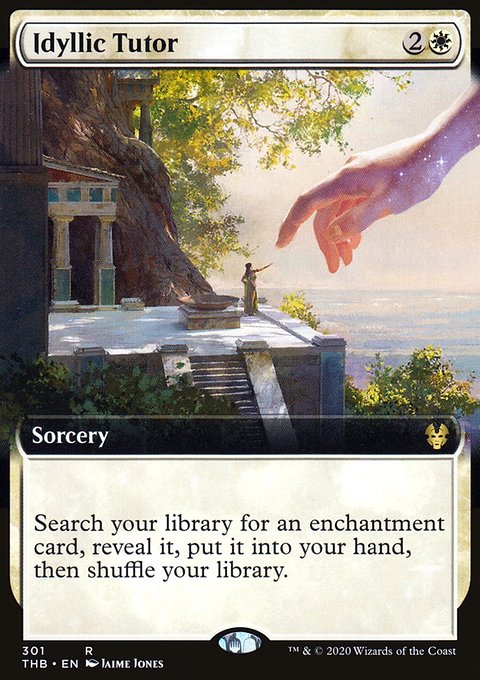 Idyllic Tutor 2
Sorcery
Search your library for an enchantment
card, reveal it, put it into your hand,
then shuffle your library.
301 R
THB • EN Jaime Jones
™ & © 2020 Wizards of the Coast